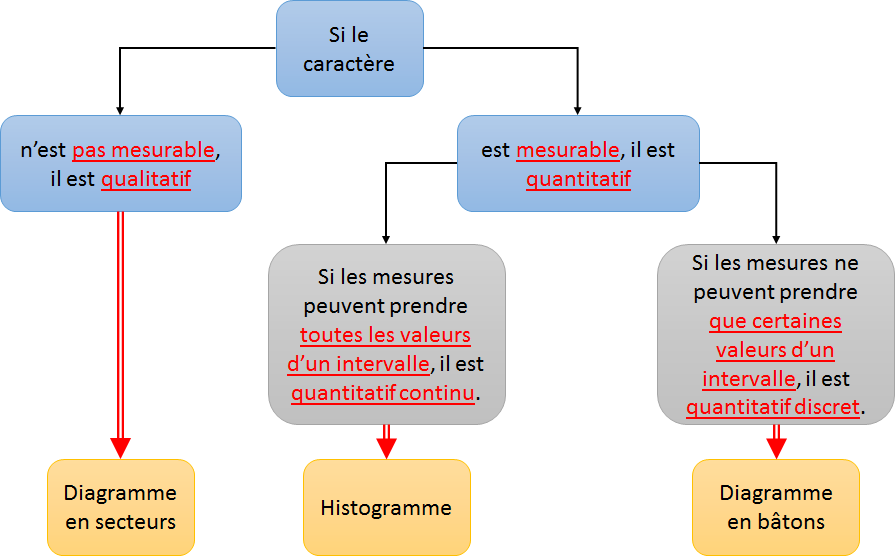 Si le
caractère
n’est pas mesurable,
il est qualitatif
est mesurable, il est
quantitatif
Si les mesures
peuvent prendre
toutes les valeurs
d’un intervalle, il est
quantitatif continu.
Si les mesures ne
peuvent prendre
que certaines
valeurs d’un
intervalle, il est
quantitatif discret.
Diagramme
en secteurs
Histogramme
Diagramme
en bâtons